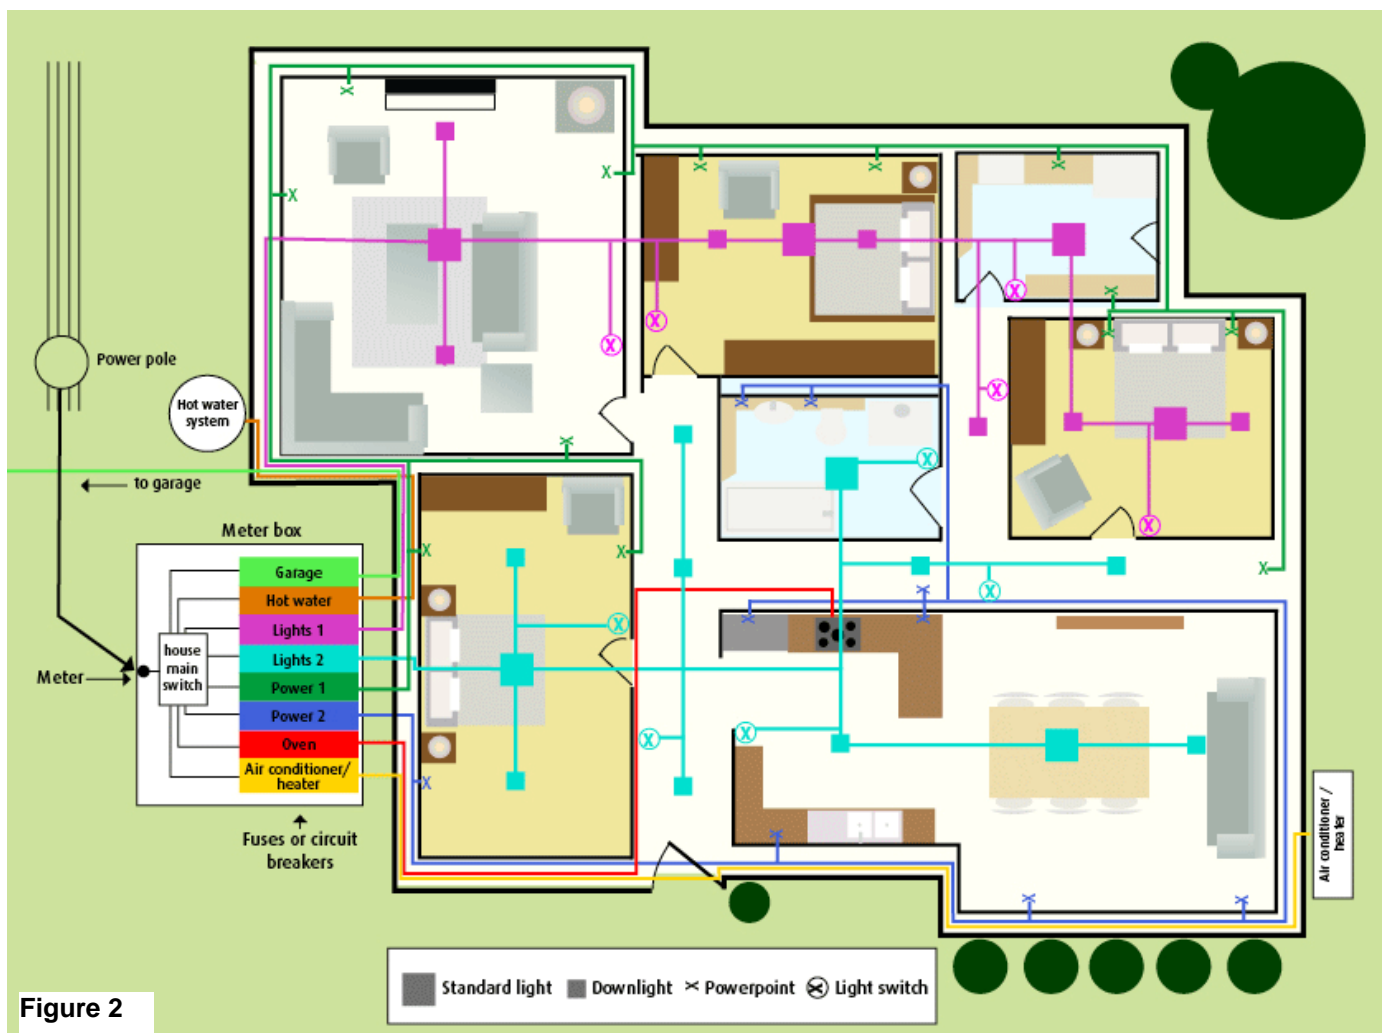 Power pole
Hot water
system
to garage
Meter box
Garage
Hot water
Lights 1
Lights 2
Power 1
Power 2
Oven
Air conditioner/
heater
house
main
switch
Meter
Fuses or circuit
breakers
Air conditioner /
heater
Standard light
Downlight
Powerpoint
Light switch
Figure 2